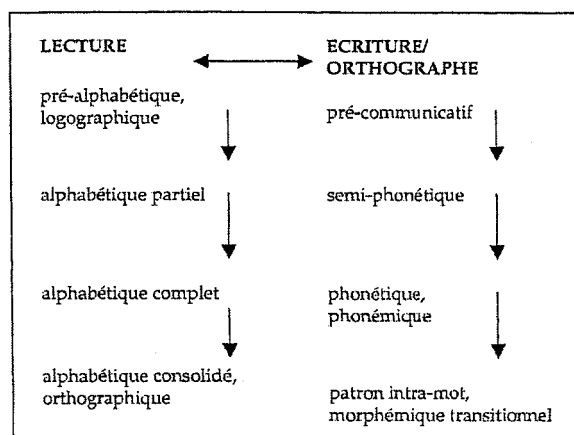 LECTURE
ECRITURE/
ORTHOGRAPHE
pré-alphabétique,
logographique
pré-communicatif
alphabétique partiel
semi-phonétique
alphabétique complet
phonétique,
phonémique
alphabétique consolidé,
orthographique
patron intra-mot,
morphémique transitionnel